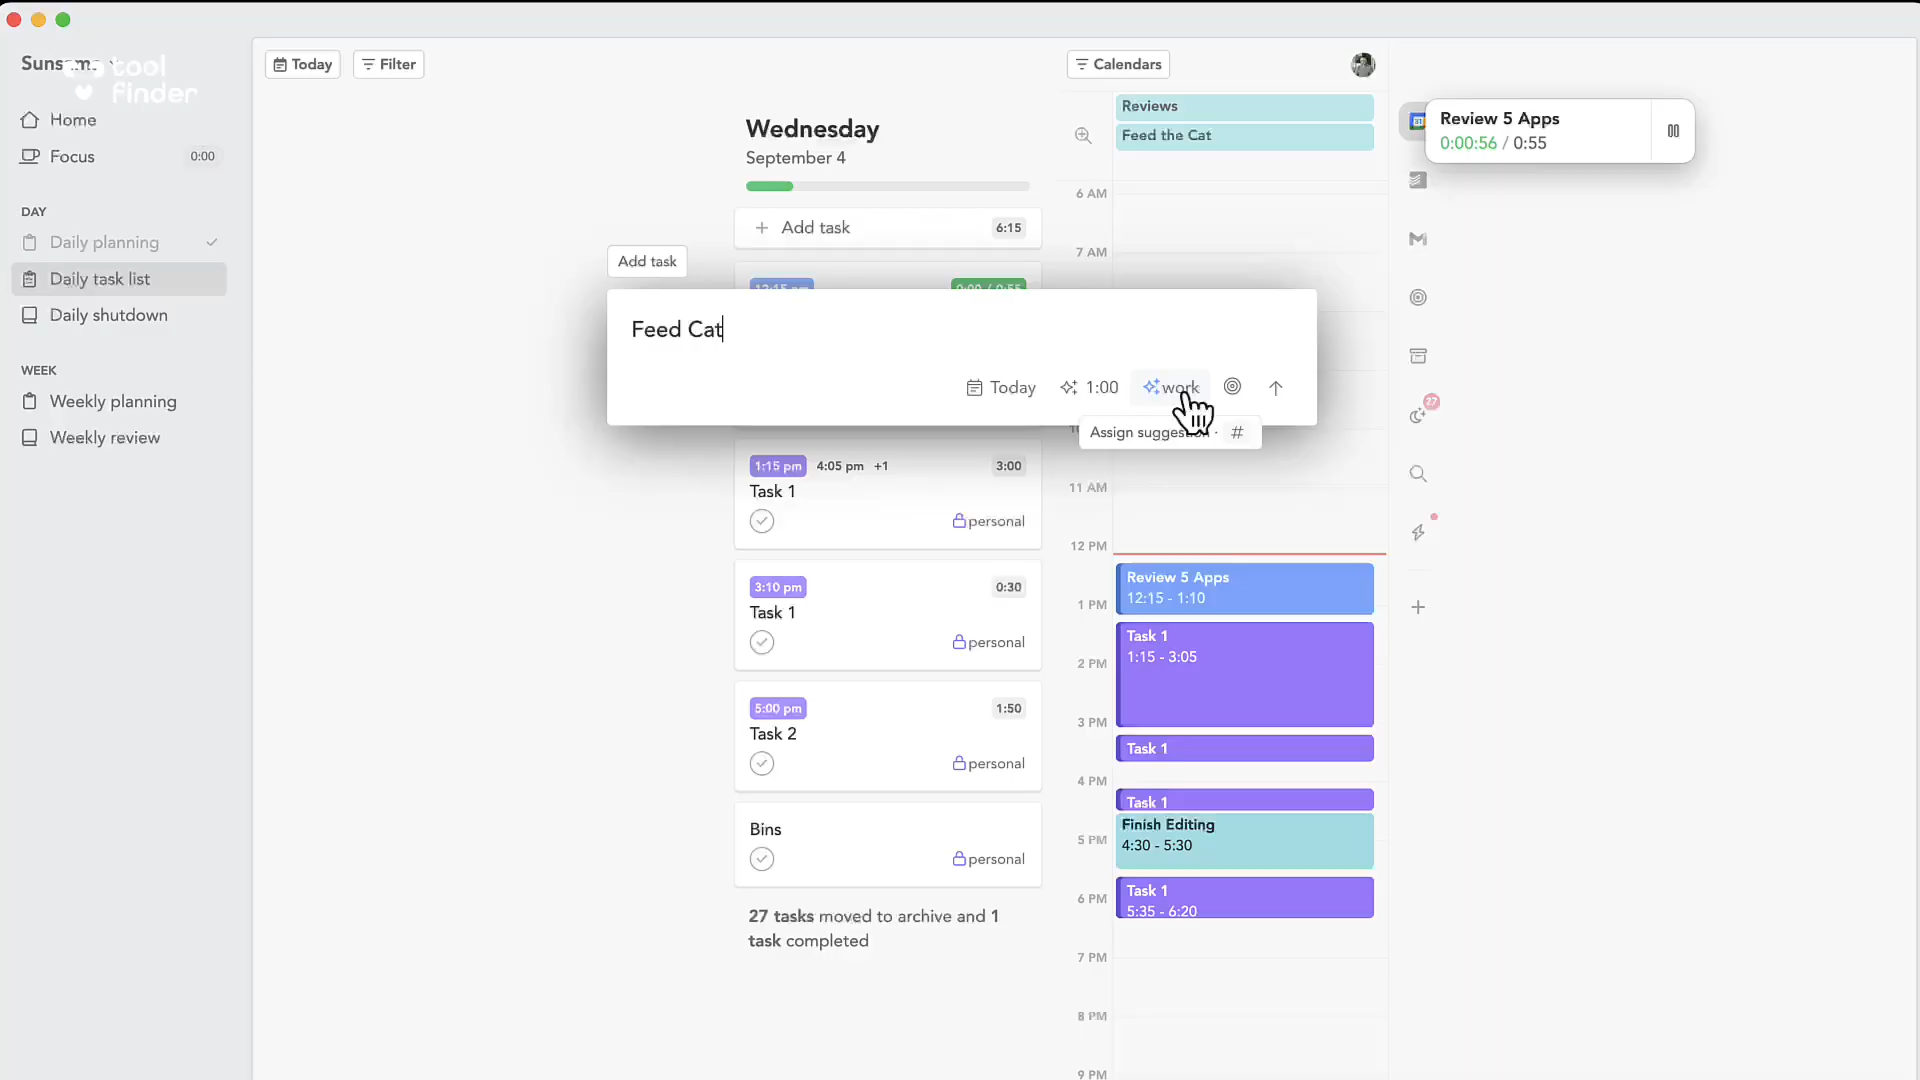 Sunsama
tool
finder
Home
Focus
0:00
DAY
Daily planning
Daily task list
Daily shutdown
WEEK
Weekly planning
Weekly review
Today
Filter
Wednesday
September 4
+ Add task
6:15
Add task
Feed Cat
Today
1:00
work
Assign suggestion · #
1:15 pm 4:05 pm +1
3:00
Task 1
personal
3:10 pm
0:30
Task 1
personal
5:00 pm
1:50
Task 2
personal
Bins
personal
27 tasks moved to archive and 1
task completed
Calendars
Reviews
Feed the Cat
6 AM
7 AM
11 AM
12 PM
Review 5 Apps
12:15 - 1:10
1 PM
Task 1
1:15 - 3:05
2 PM
3 PM
Task 1
4 PM
Task 1
Finish Editing
4:30 - 5:30
5 PM
Task 1
5:35 - 6:20
6 PM
7 PM
8 PM
9 PM
31
Review 5 Apps
0:00:56 / 0:55
27